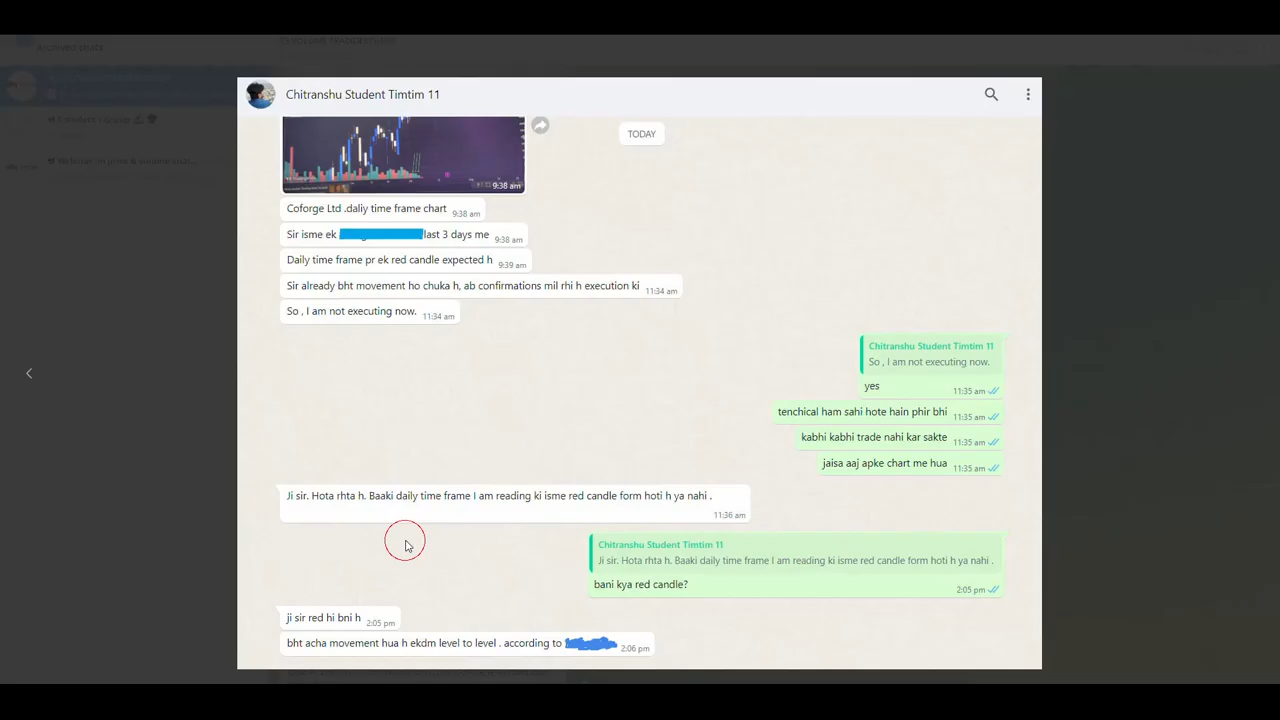 Chitranshu Student Timtim 11
TODAY
9:38 am
Coforge Ltd .daliy time frame chart 9:38 am
Sir isme ek last 3 days me 9:38 am
Daily time frame pr ek red candle expected h 9:39 am
Sir already bht movement ho chuka h, ab confirmations mil rhi h execution ki 11:34 am
So , I am not executing now. 11:34 am
Chitranshu Student Timtim 11
So , I am not executing now.
yes 11:35 am
tenchical ham sahi hote hain phir bhi 11:35 am
kabhi kabhi trade nahi kar sakte 11:35 am
jaisa aaj apke chart me hua 11:35 am
Ji sir. Hota rhta h. Baaki daily time frame I am reading ki isme red candle form hoti h ya nahi .
11:36 am
Chitranshu Student Timtim 11
Ji sir. Hota rhta h. Baaki daily time frame I am reading ki isme red candle form hoti h ya nahi .
bani kya red candle?
2:05 pm
ji sir red hi bni h 2:05 pm
bht acha movement hua h ekdm level to level . according to 2:06 pm